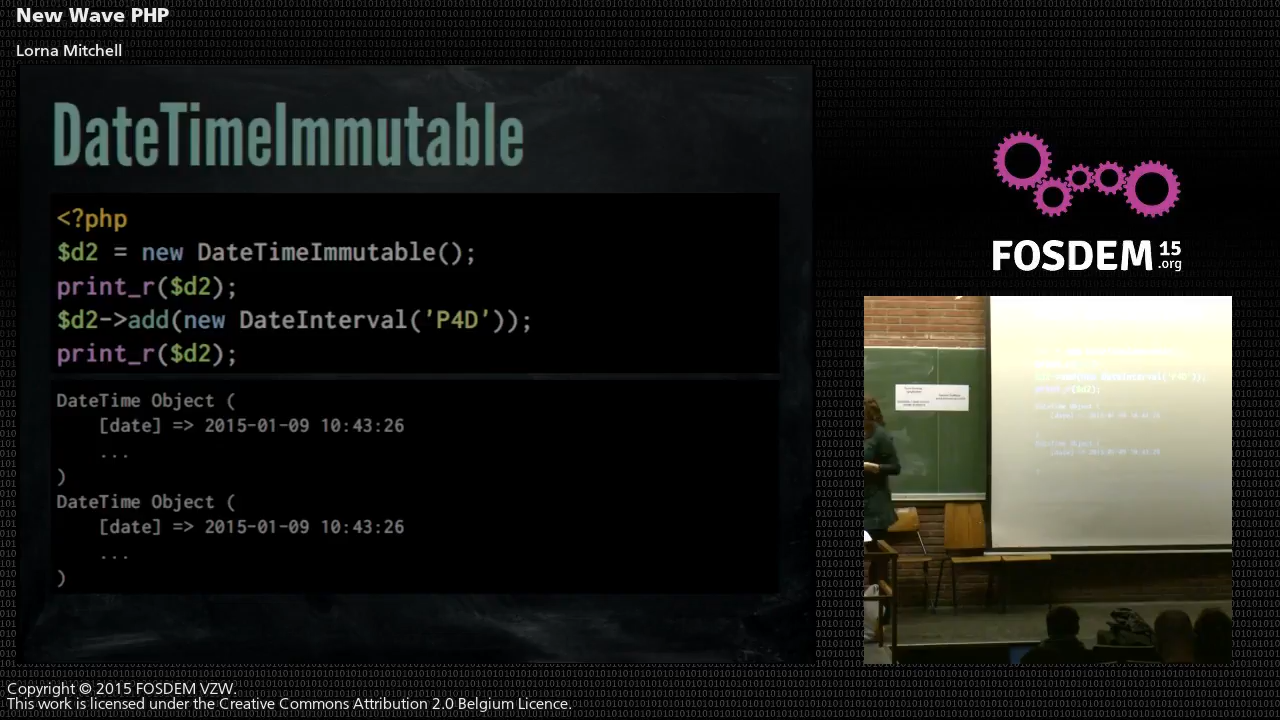 New Wave PHP
Lorna Mitchell
DateTimeImmutable
<?php
$d2 = new DateTimeImmutable();
print_r($d2);
$d2->add(new DateInterval('P4D'));
print_r($d2);
DateTime Object (
[date] => 2015-01-09 10:43:26
...
)
DateTime Object (
[date] => 2015-01-09 10:43:26
...
)
FOSDEM 15
.org
Copyright © 2015 FOSDEM VZW.
This work is licensed under the Creative Commons Attribution 2.0 Belgium Licence.